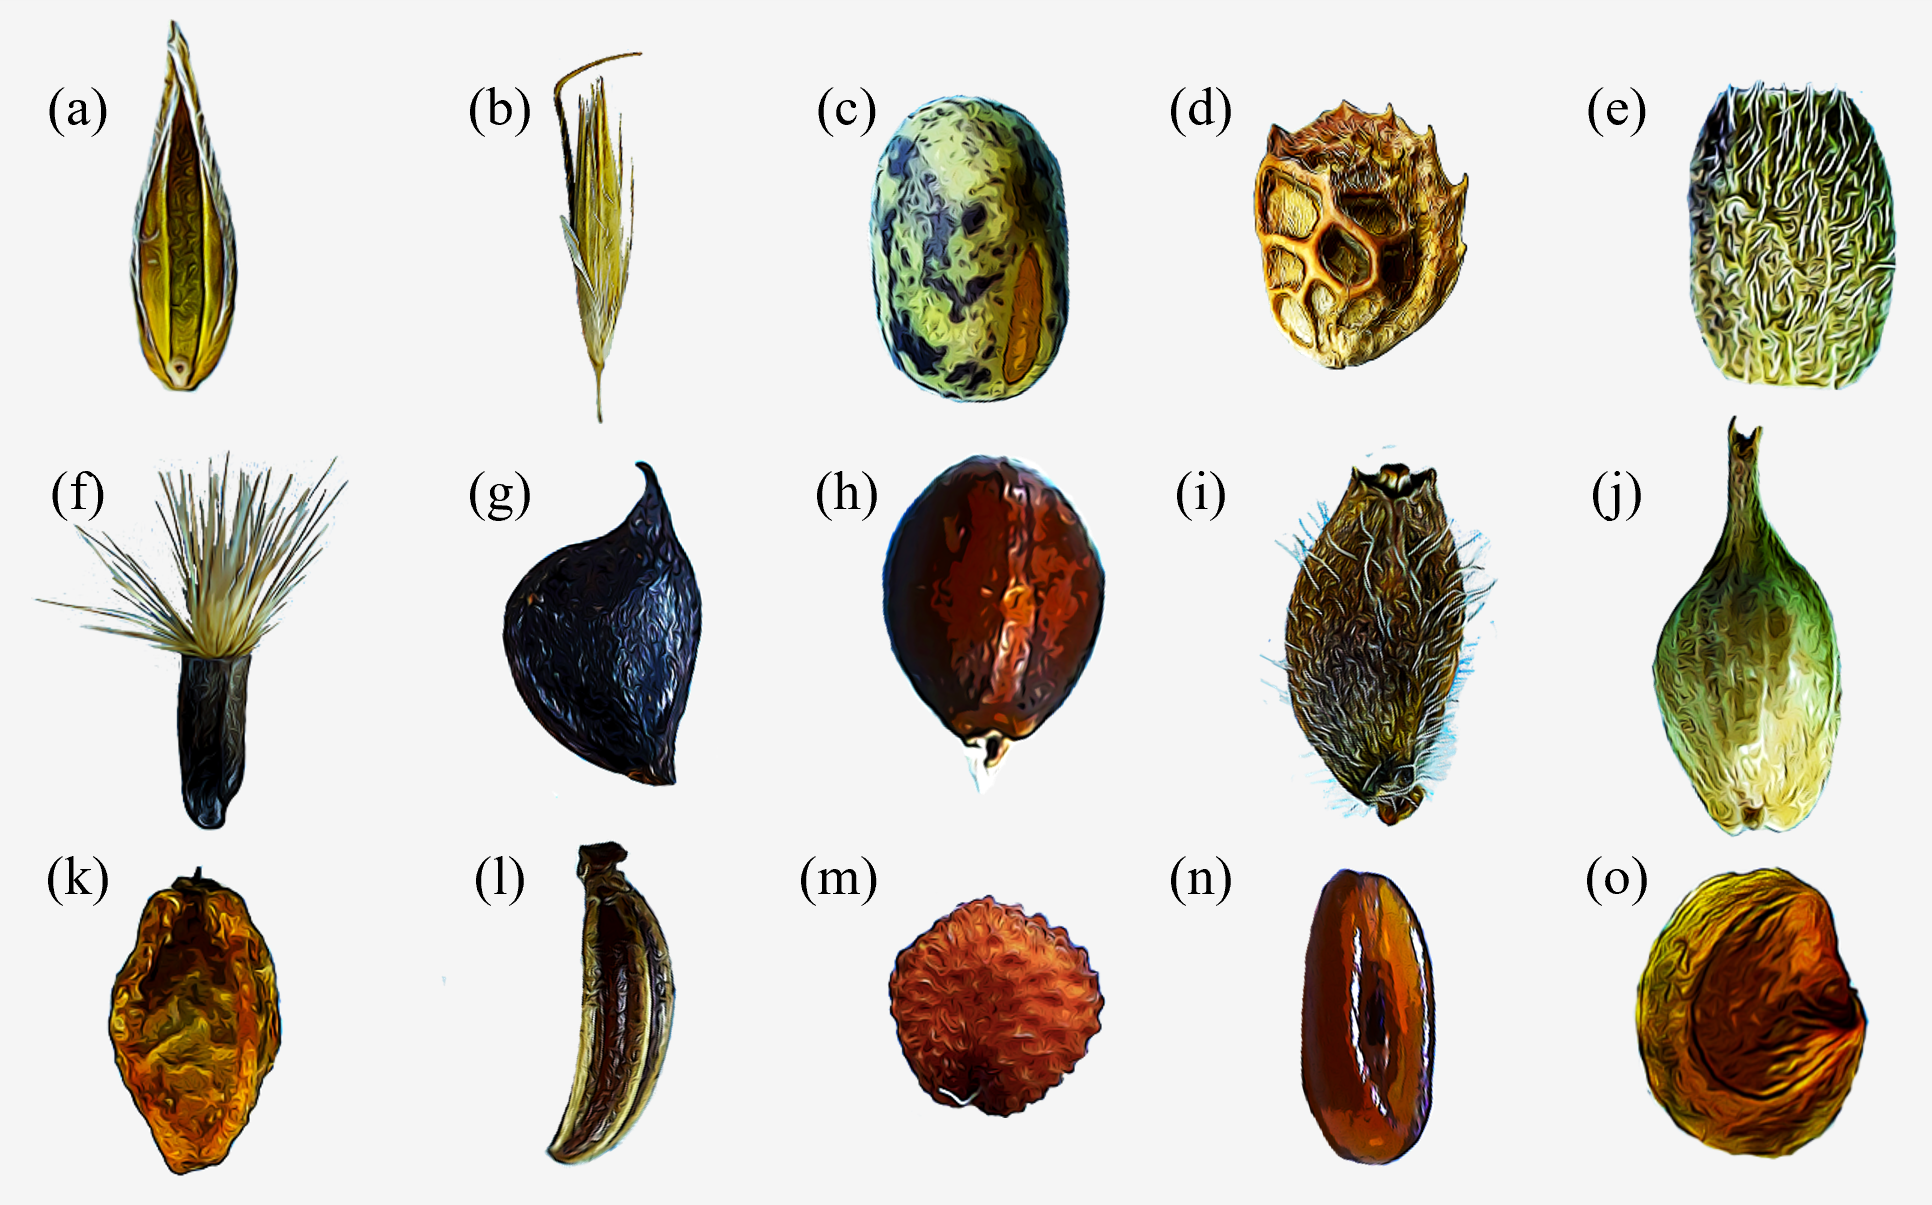 (a) (b) (c) (d) (e)
(f) (g) (h) (i) (j)
(k) (l) (m) (n) (o)